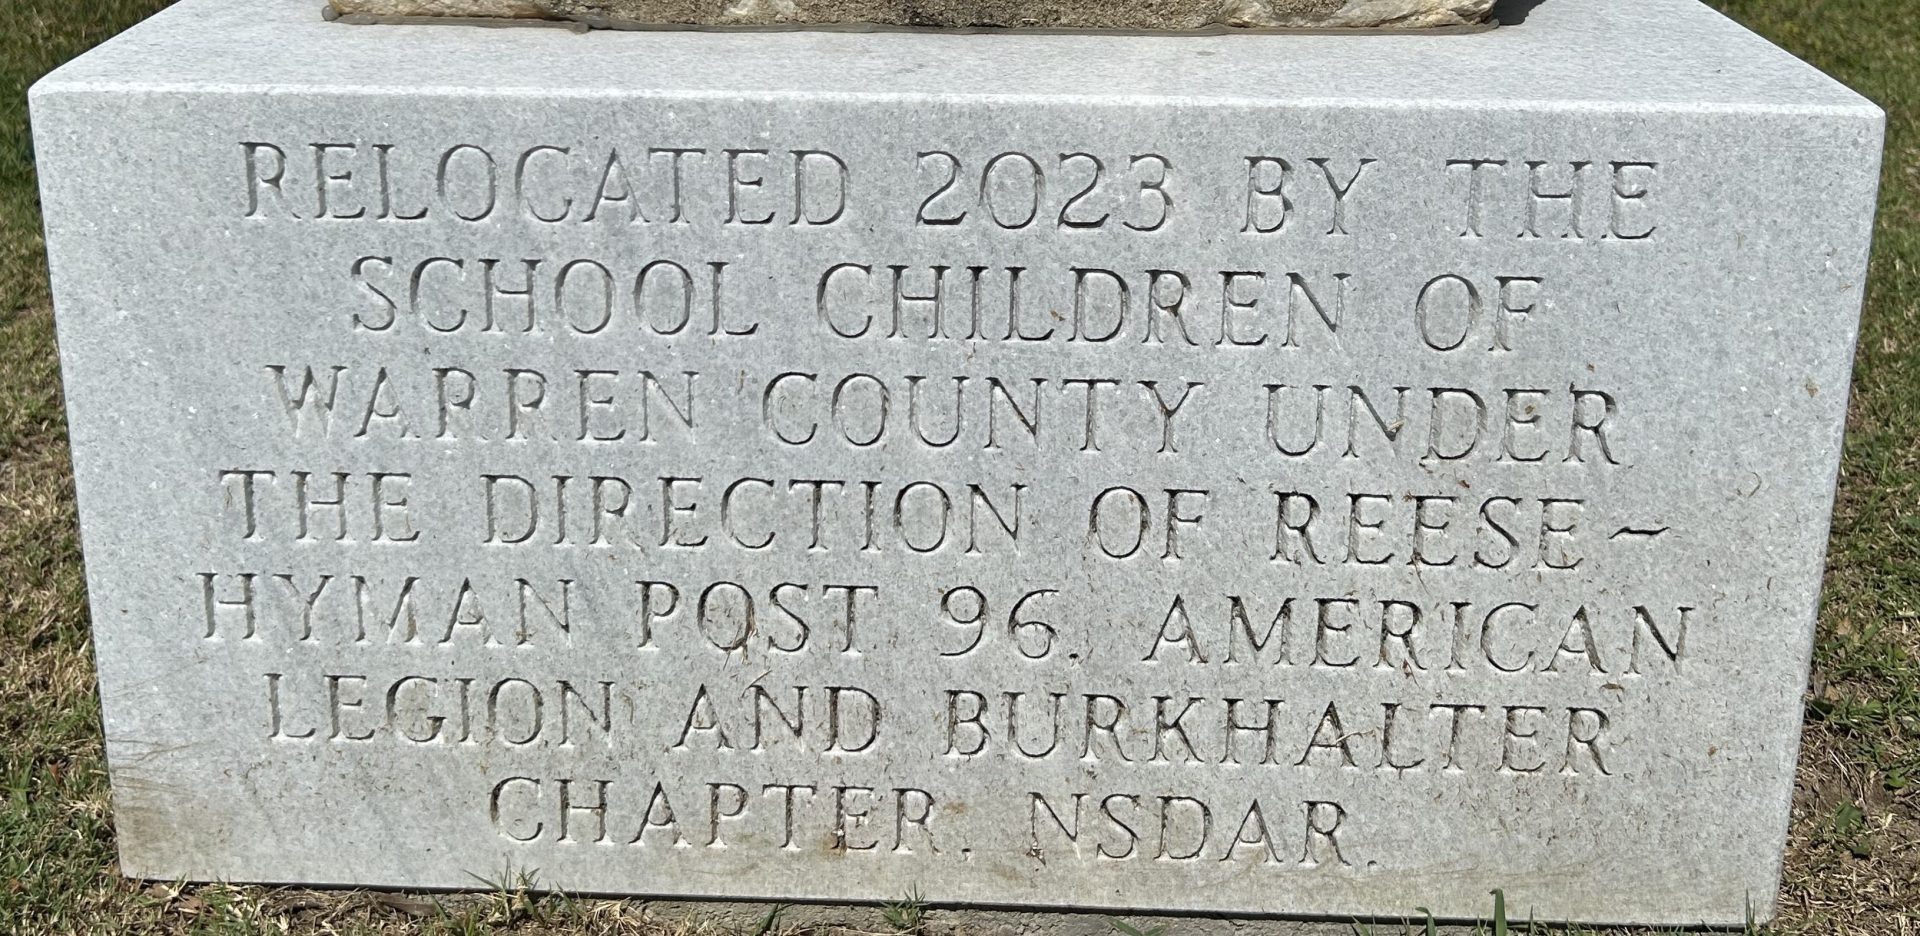 RELOCATED 2023 BY THE
SCHOOL CHILDREN OF
WARREN COUNTY UNDER
THE DIRECTION OF REESE-
HYMAN POST 96, AMERICAN
LEGION AND BURKHALTER
CHAPTER, NSDAR.